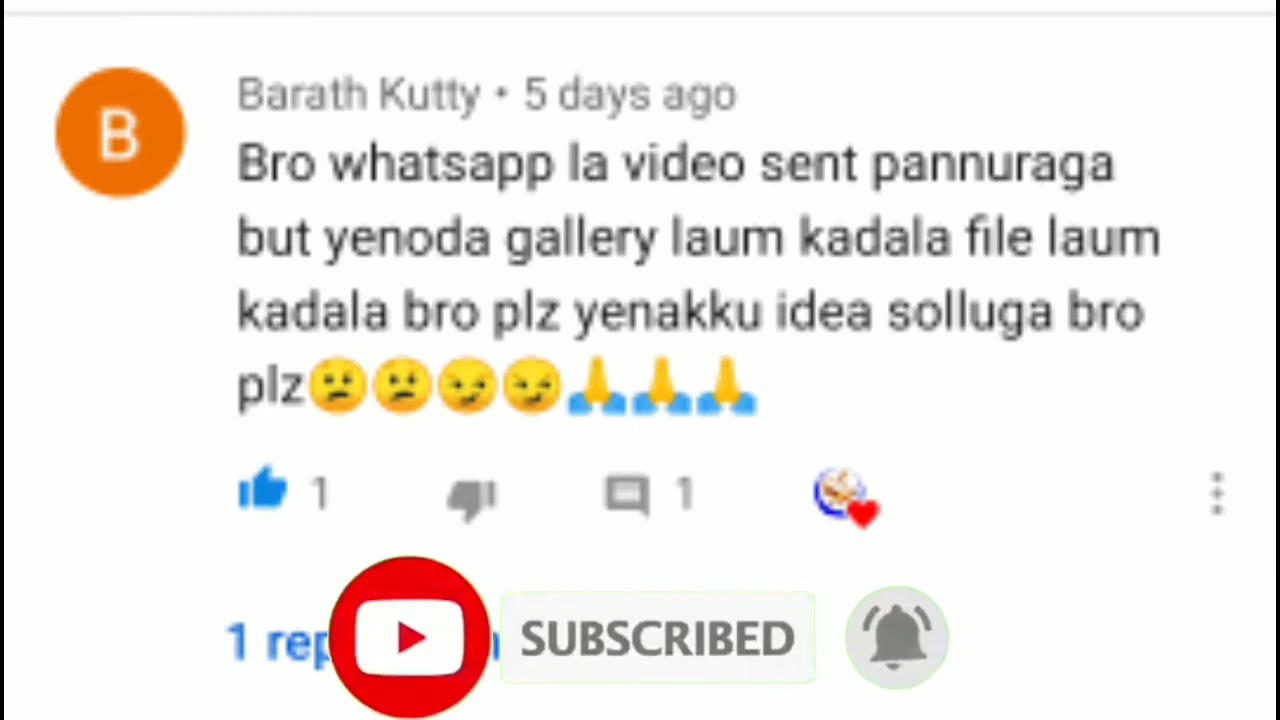 B
Barath Kutty • 5 days ago
Bro whatsapp la video sent pannuraga
but yenoda gallery laum kadala file laum
kadala bro plz yenakku idea solluga bro
plz😕😕😏😏🙏🙏🙏
1
1
1
SUBSCRIBED